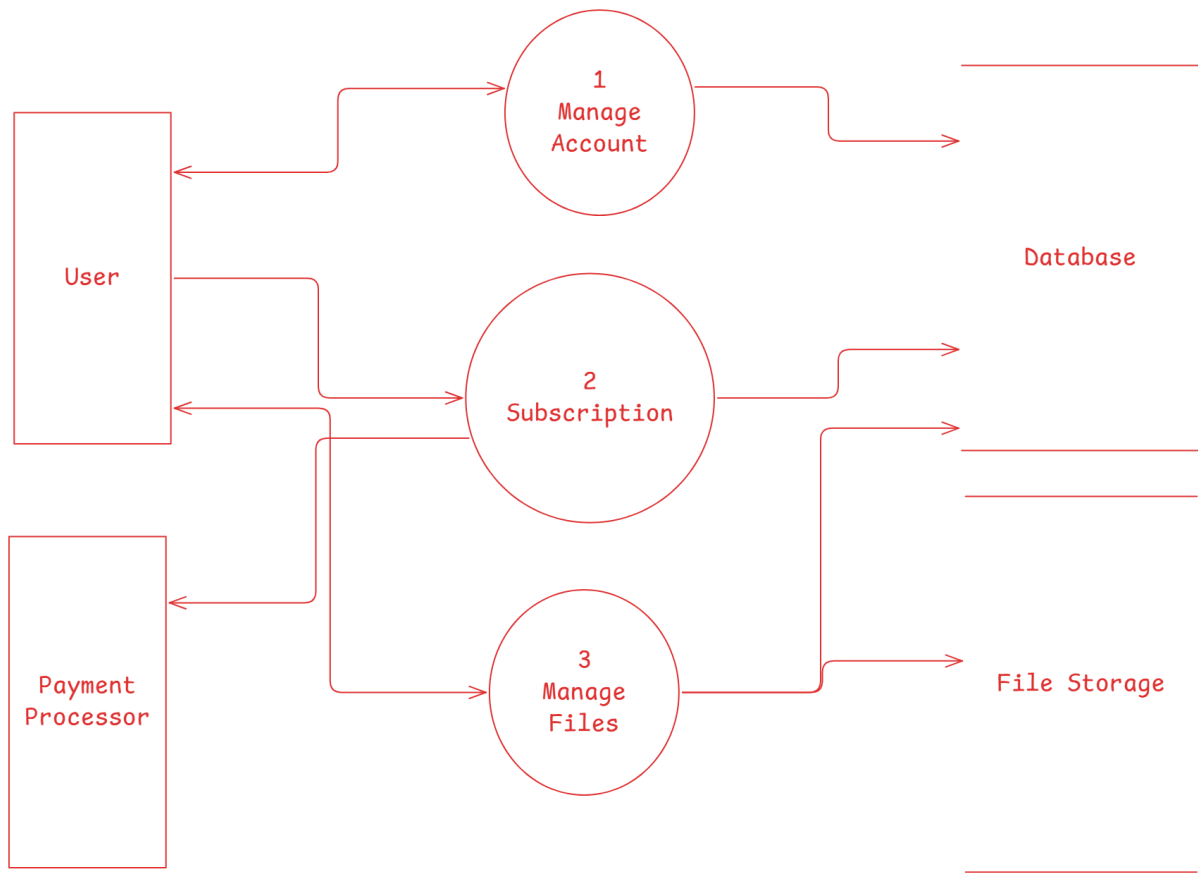 1
Manage
Account
User
Database
2
Subscription
3
Manage
Files
Payment
Processor
File Storage